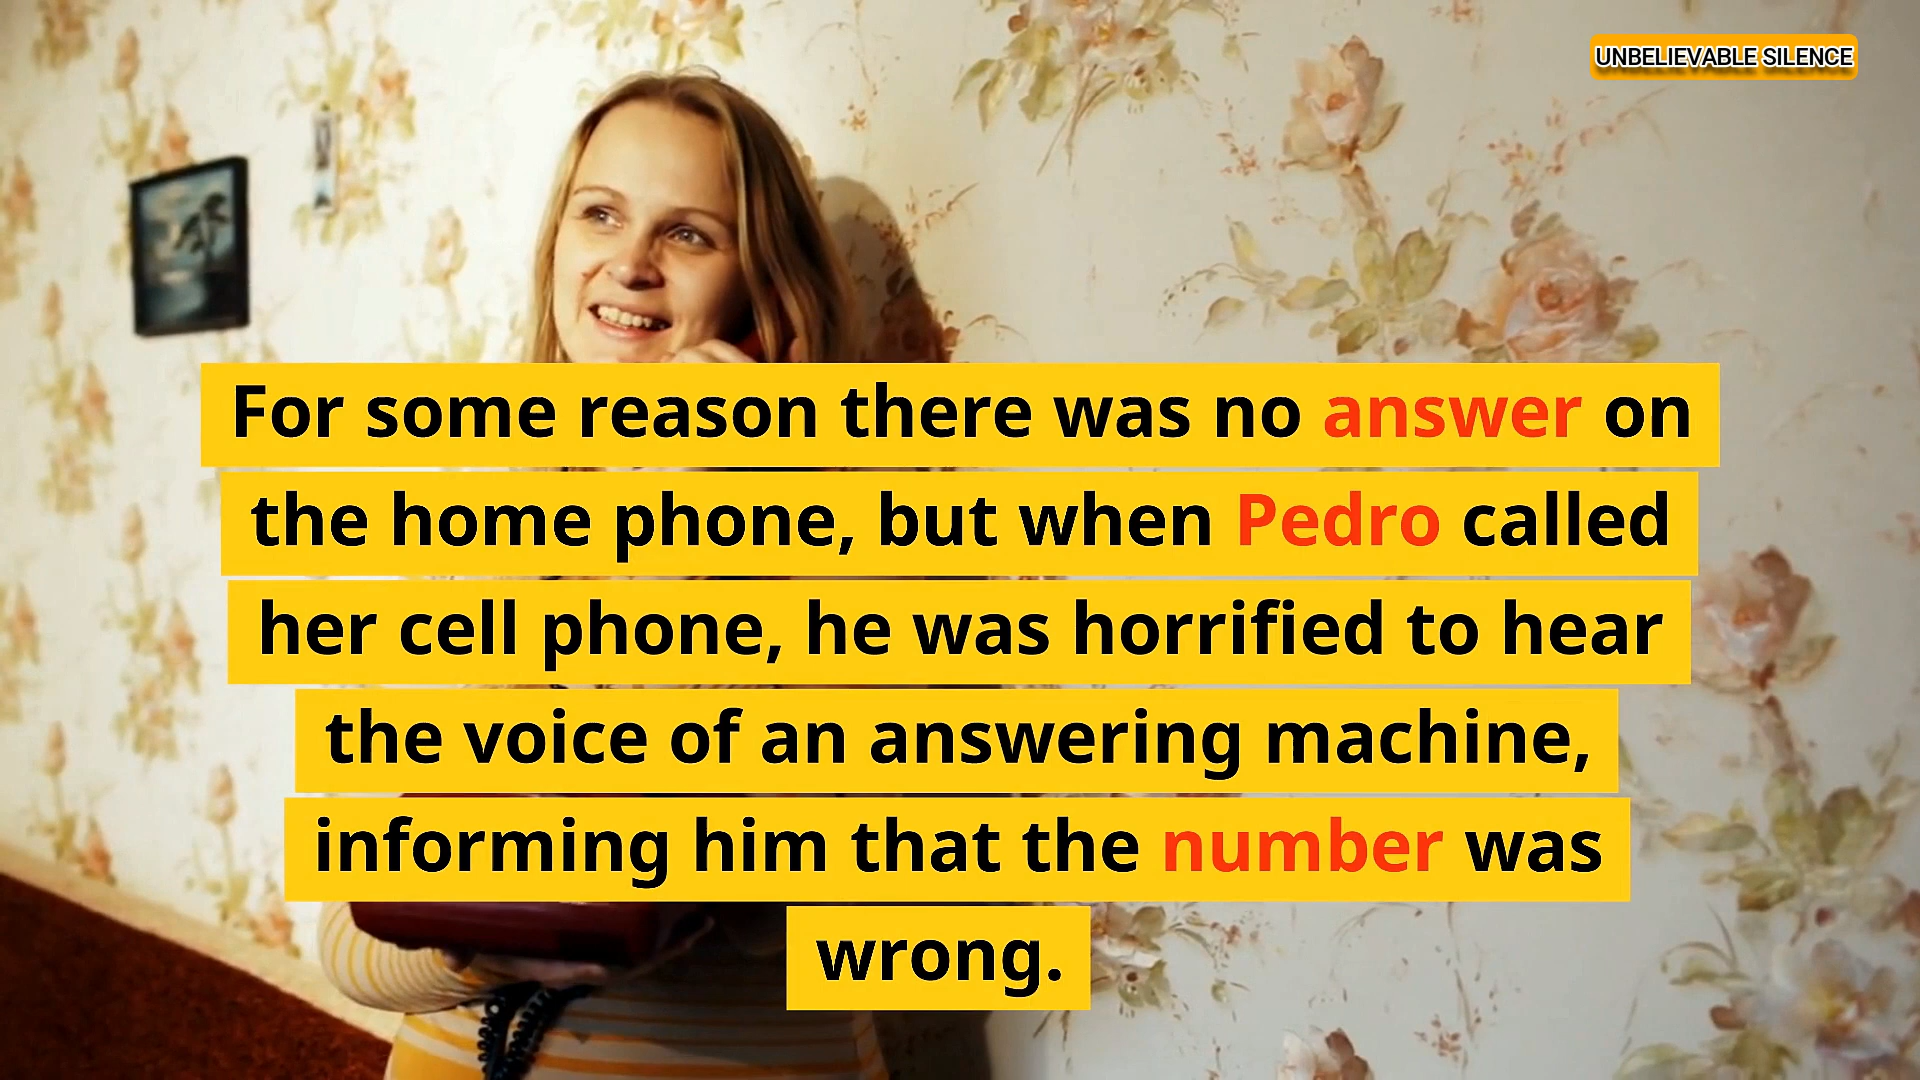 UNBELIEVABLE SILENCE
For some reason there was no answer on
the home phone, but when Pedro called
her cell phone, he was horrified to hear
the voice of an answering machine,
informing him that the number was
wrong.